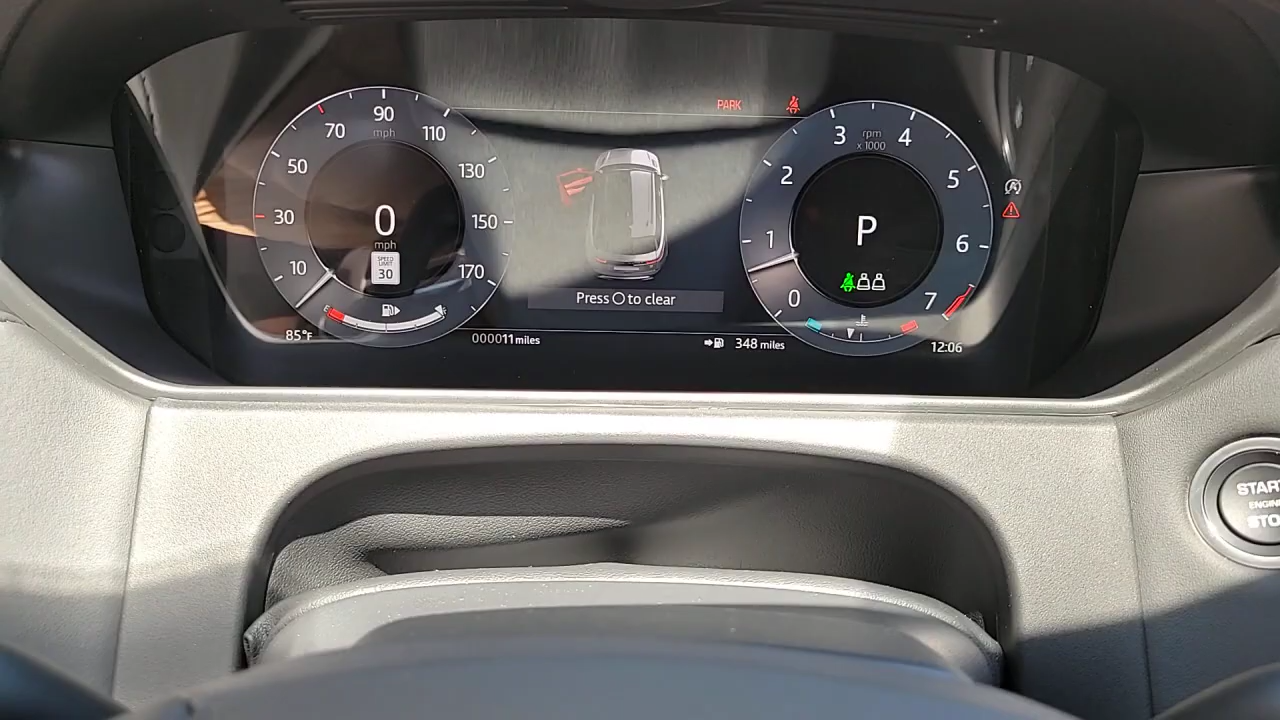 PARK
90
mph
70
110
50
130
30
150
10
170
0
mph
SPEED
LIMIT
30
E
85°F
000011 miles
Press O to clear
348 miles
3
4
rpm
x 1000
2
5
1
6
0
7
P
12:06
START
ENGINE
STO